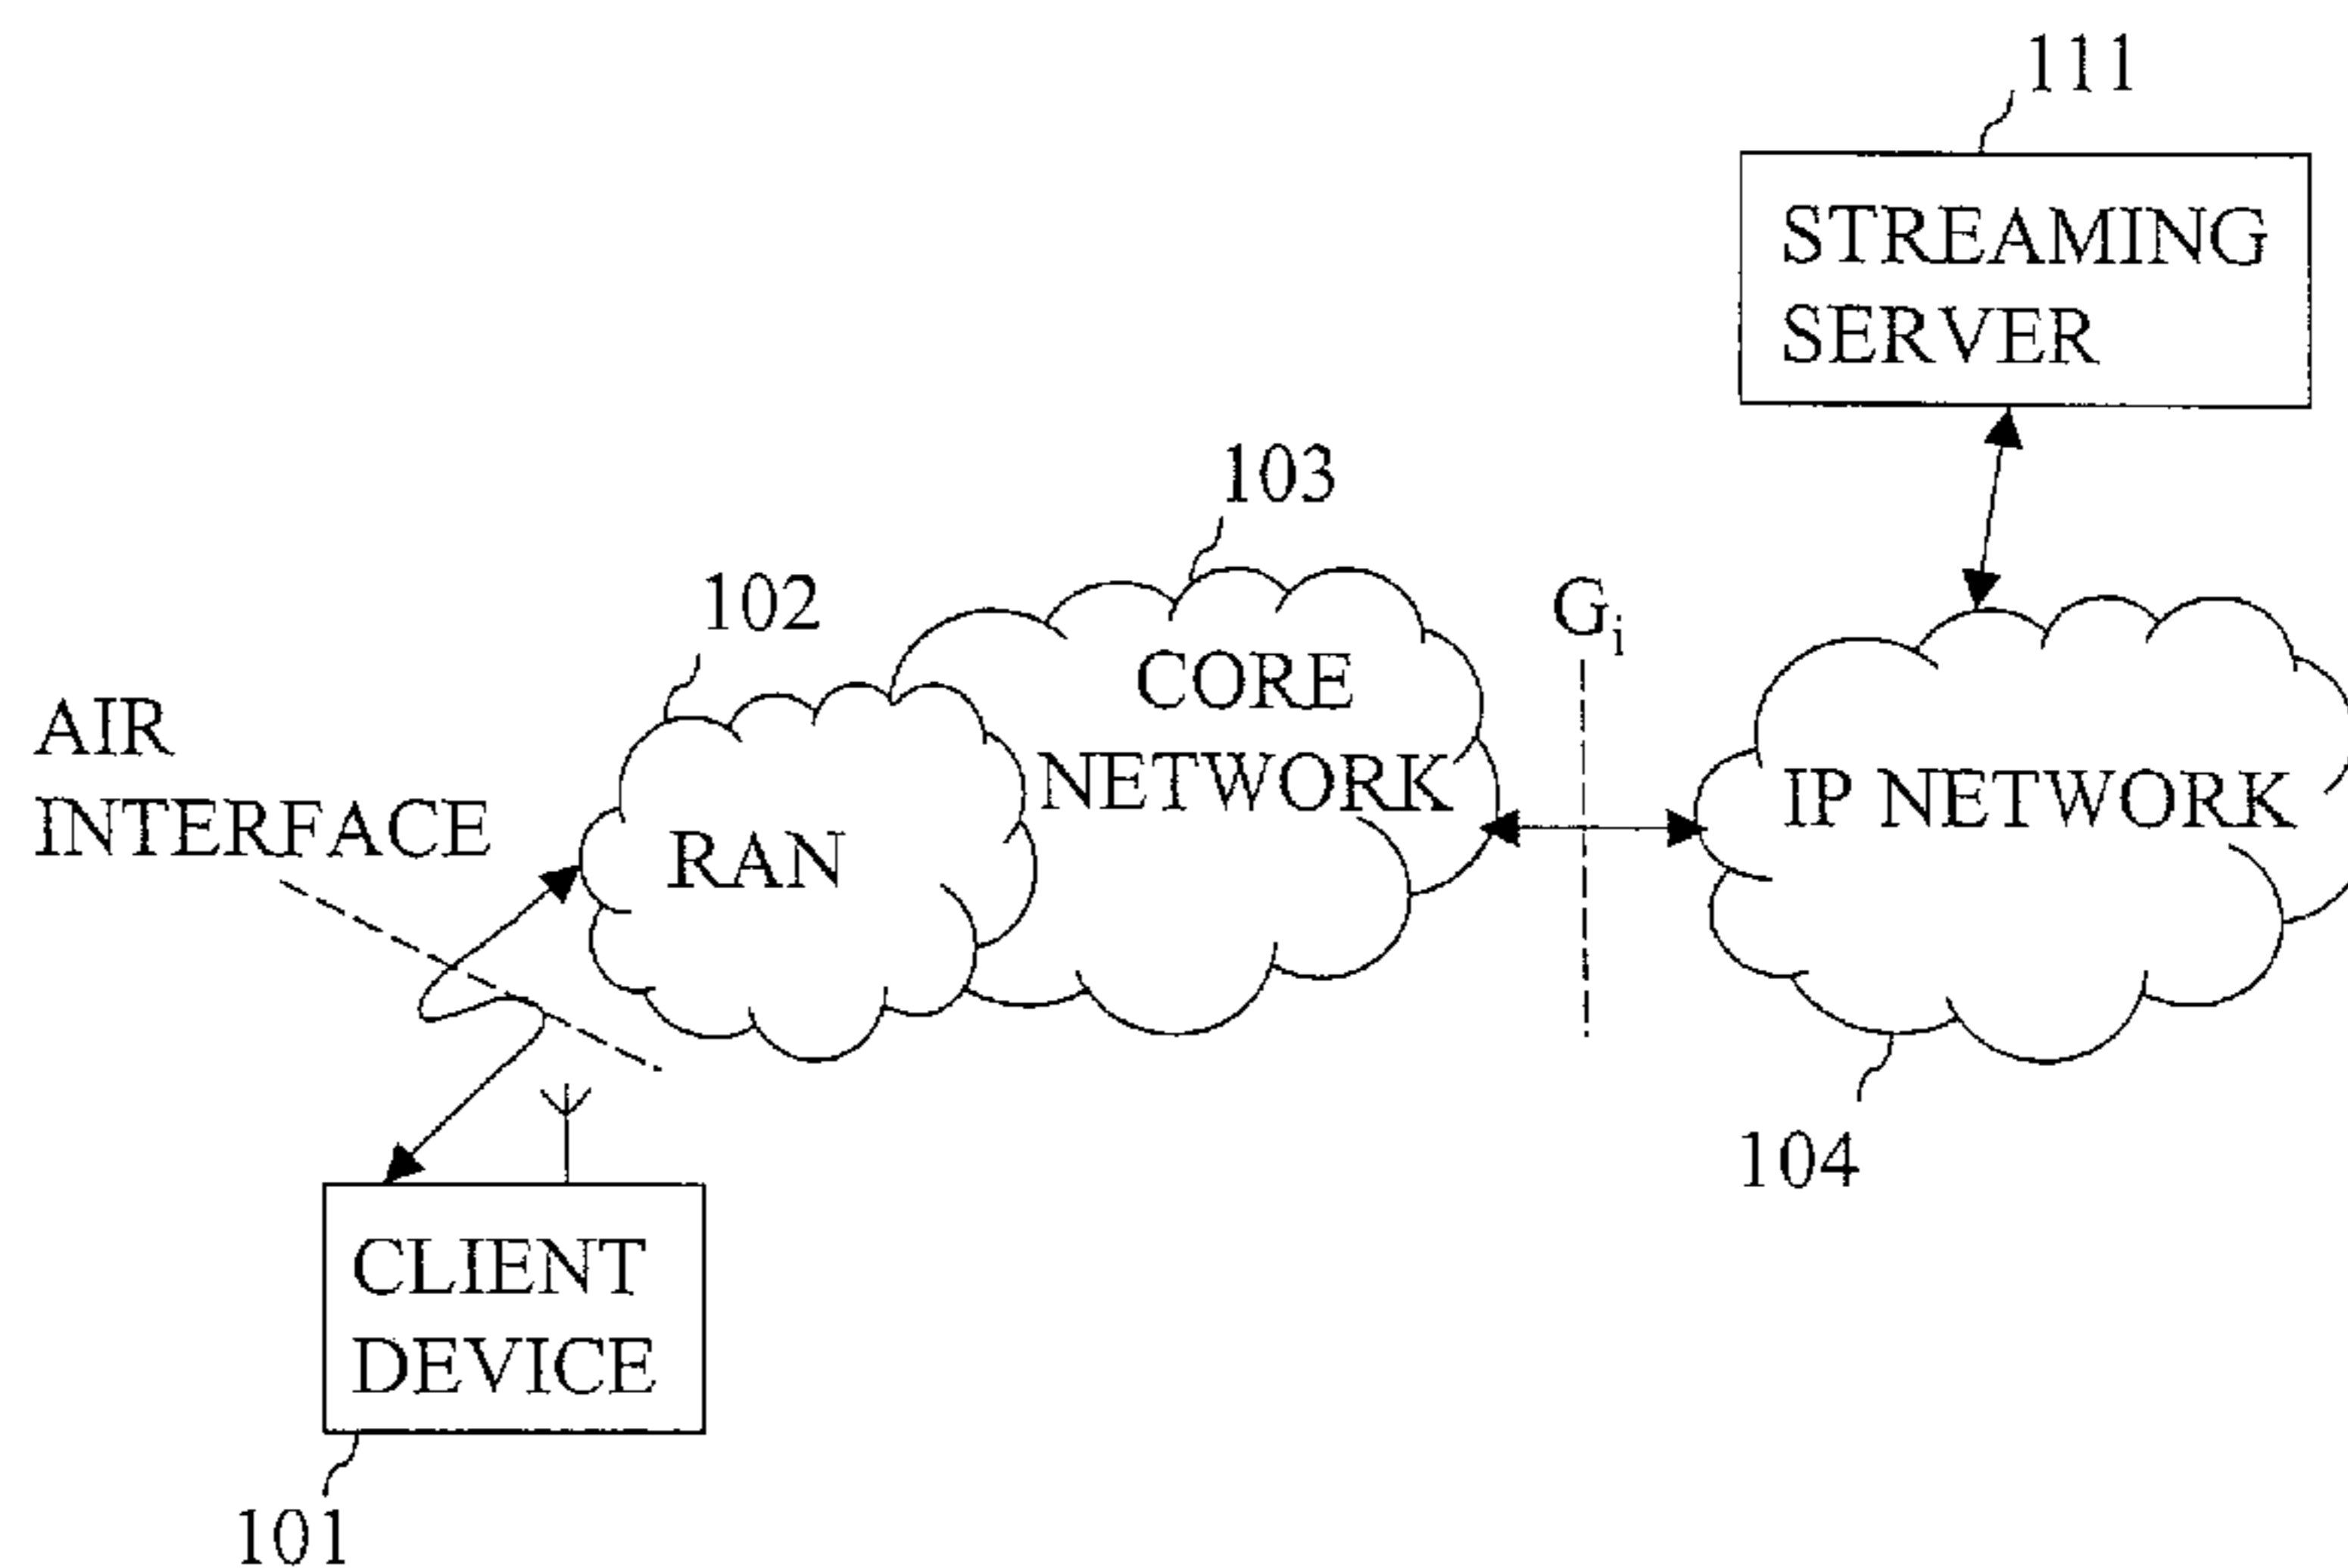 111
STREAMING
SERVER
103
102
Gi
CORE
NETWORK
AIR
INTERFACE
RAN
IP NETWORK
104
CLIENT
DEVICE
101